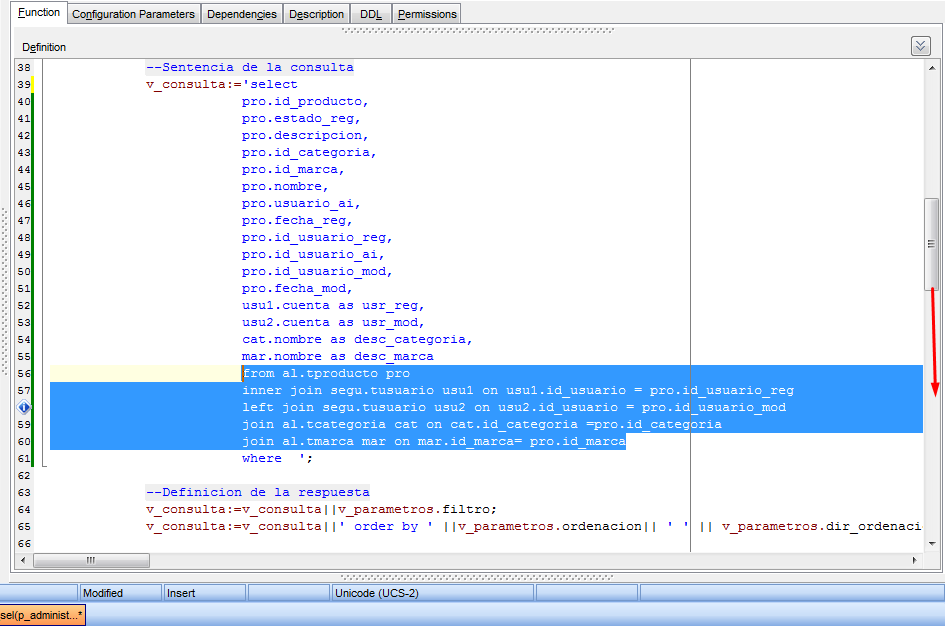 Function Configuration Parameters Dependencies Description DDL Permissions
Definition
38 --Sentencia de la consulta
39 v_consulta:='select
40 pro.id_producto,
41 pro.estado_reg,
42 pro.descripcion,
43 pro.id_categoria,
44 pro.id_marca,
45 pro.nombre,
46 pro.usuario_ai,
47 pro.fecha_reg,
48 pro.id_usuario_reg,
49 pro.id_usuario_ai,
50 pro.id_usuario_mod,
51 pro.fecha_mod,
52 usu1.cuenta as usr_reg,
53 usu2.cuenta as usr_mod,
54 cat.nombre as desc_categoria,
55 mar.nombre as desc_marca
56 from al.tproducto pro
57 inner join segu.tusuario usu1 on usu1.id_usuario = pro.id_usuario_reg
left join segu.tusuario usu2 on usu2.id_usuario = pro.id_usuario_mod
59 join al.tcategoria cat on cat.id_categoria =pro.id_categoria
60 join al.tmarca mar on mar.id_marca= pro.id_marca
61 where ';
62
63 --Definicion de la respuesta
64 v_consulta:=v_consulta||v_parametros.filtro;
65 v_consulta:=v_consulta||' order by ' ||v_parametros.ordenacion|| ' ' || v_parametros.dir_ordenaci
66
Modified Insert Unicode (UCS-2)
sel(p_administ...*